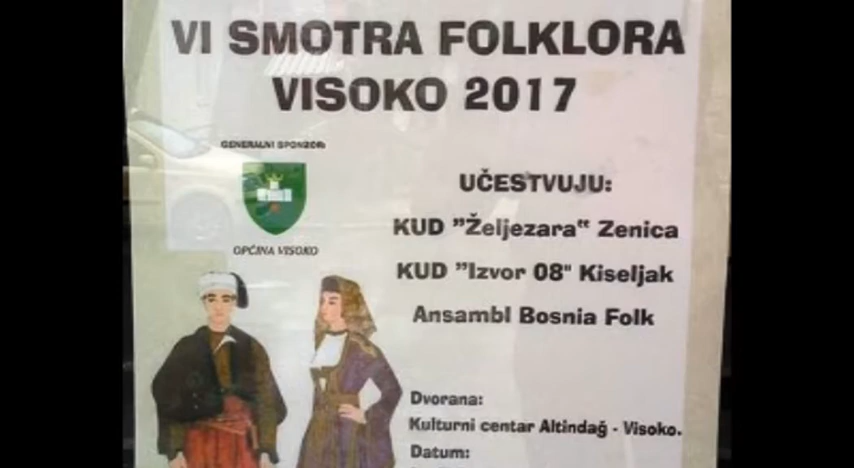 VI SMOTRA FOLKLORA
VISOKO 2017
GENERALNI SPONZOR:
OPĆINA VISOKO
UČESTVUJU:
KUD ”Željezara“ Zenica
KUD ”Izvor 08" Kiseljak
Ansambl Bosnia Folk
Dvorana:
Kulturni centar Altindağ - Visoko.
Datum: